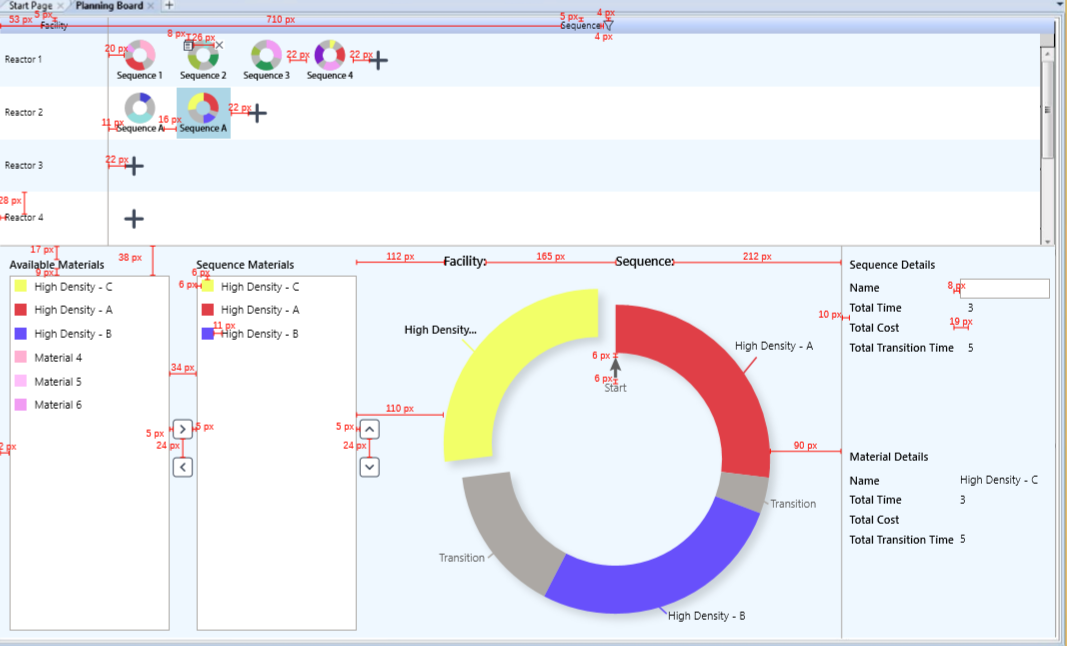 Start Page
Planning Board
53 px
5 px
710 px
5 px
4 px
Facility
Sequence
4 px
8 px
26 px
20 px
22 px
22 px
Reactor 1
Sequence 1
Sequence 2
Sequence 3
Sequence 4
22 px
Reactor 2
11 px
16 px
Sequence A
Sequence A
22 px
Reactor 3
28 px
Reactor 4
17 px
38 px
112 px
Facility:
165 px
Sequence:
212 px
Available Materials
Sequence Materials
Sequence Details
9 px
6 px
6 px
High Density - C
High Density - A
High Density - B
Material 4
Material 5
Material 6
High Density - C
High Density - A
11 px
High Density - B
34 px
5 px
5 px
24 px
5 px
24 px
110 px
High Density...
High Density - A
6 px
6 px
Start
90 px
Transition
Transition
High Density - B
10 px
Name
8 px
Total Time
3
Total Cost
19 px
Total Transition Time
5
Material Details
Name
High Density - C
Total Time
3
Total Cost
Total Transition Time
5